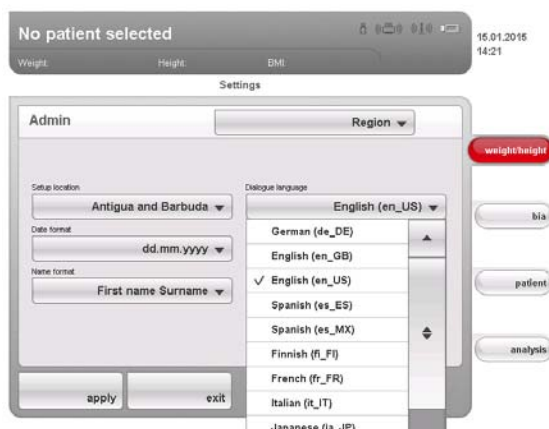 No patient selected
Weight: Height: BMI:
15.01.2015
14:21
Settings
Admin
Region
weight/height
bia
patient
analysis
Setup location
Antigua and Barbuda
Date format
dd.mm.yyyy
Name format
First name Surname
Dialogue language
English (en_US)
German (de_DE)
English (en_GB)
✓ English (en_US)
Spanish (es_ES)
Spanish (es_MX)
Finnish (fi_FI)
French (fr_FR)
Italian (it_IT)
Japanese (ja_JP)
apply exit